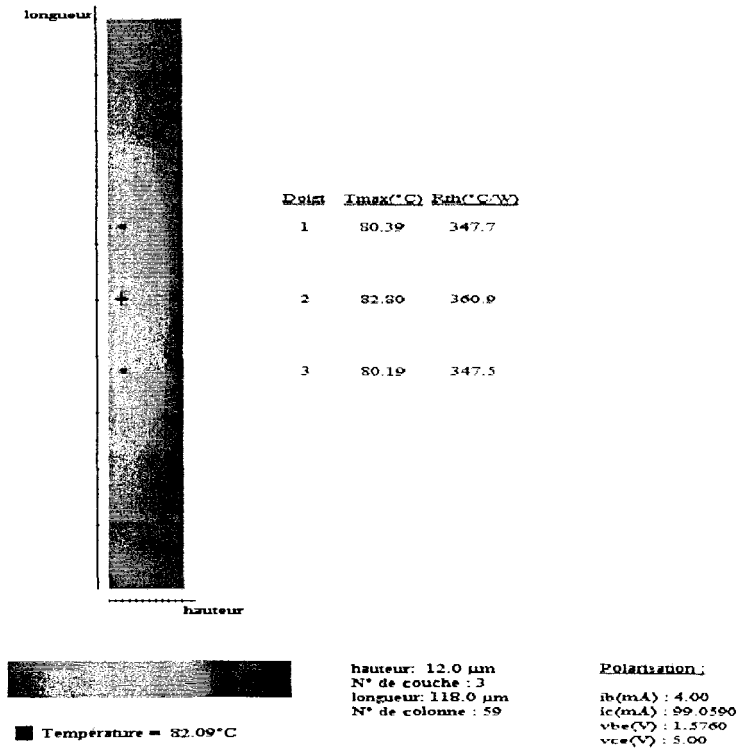 longueur
Doigt Tmax(°C) Rth(°C/W)
1 80.39 347.7
2 82.80 360.9
3 80.19 347.5
hauteur
hauteur: 12.0 µm
N° de couche : 3
longueur: 118.0 µm
N° de colonne : 59
Température = 82.09°C
Polarisation :
ib(mA) : 4.00
ic(mA) : 99.0590
vbe(V) : 1.5760
vce(V) : 5.00